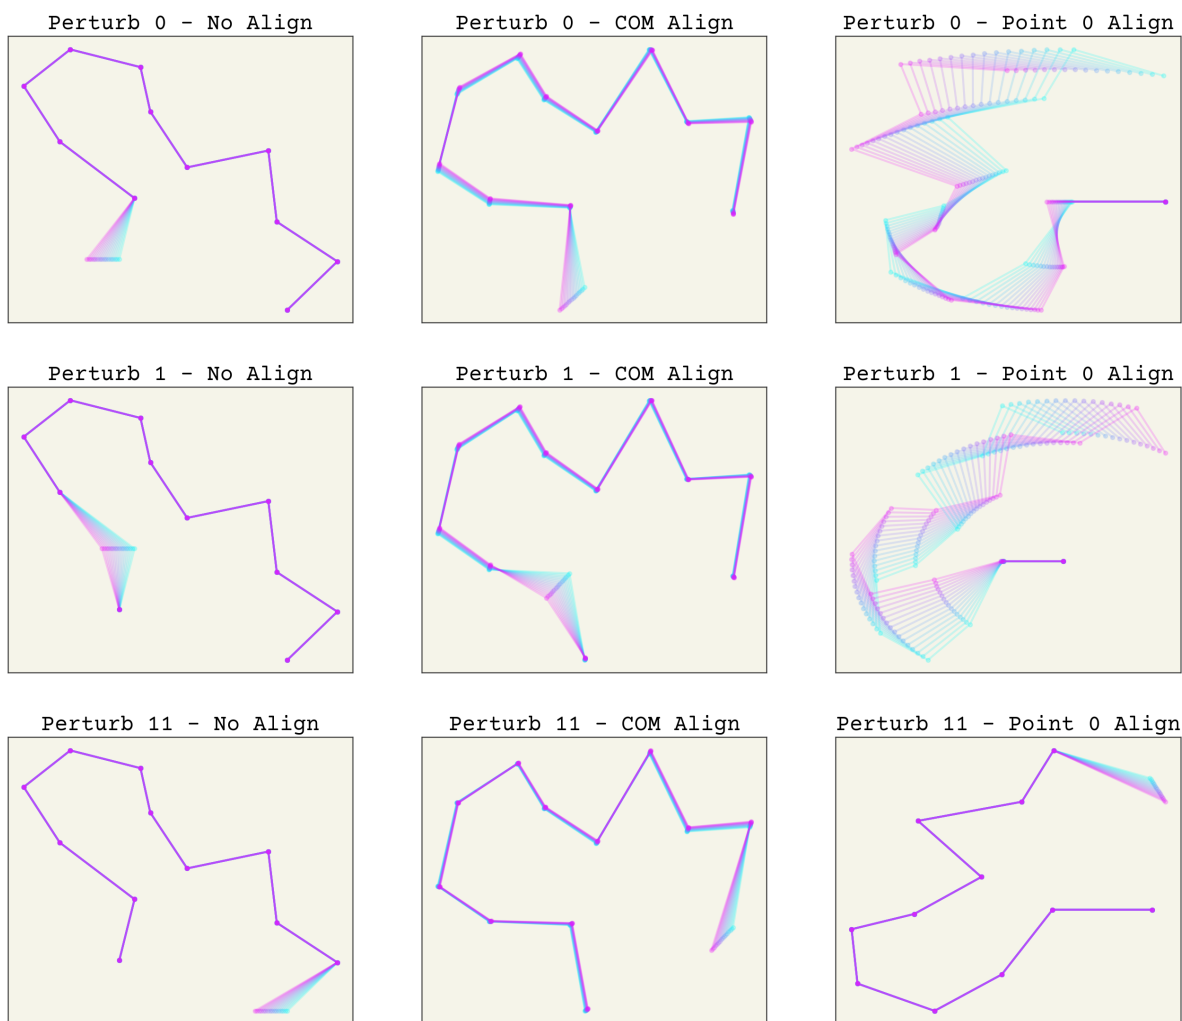 Perturb 0 - No Align
Perturb 0 - COM Align
Perturb 0 - Point 0 Align
Perturb 1 - No Align
Perturb 1 - COM Align
Perturb 1 - Point 0 Align
Perturb 11 - No Align
Perturb 11 - COM Align
Perturb 11 - Point 0 Align